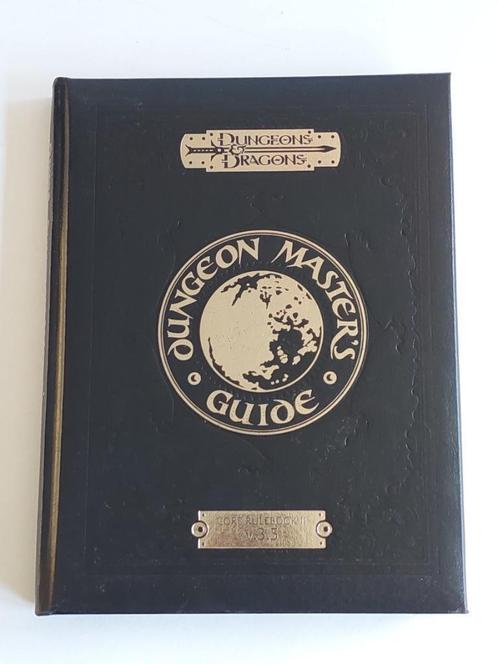 DUNGEONS
&
DRAGONS
DUNGEON MASTER'S
GUIDE
CORE RULEBOOK II
V.3.5